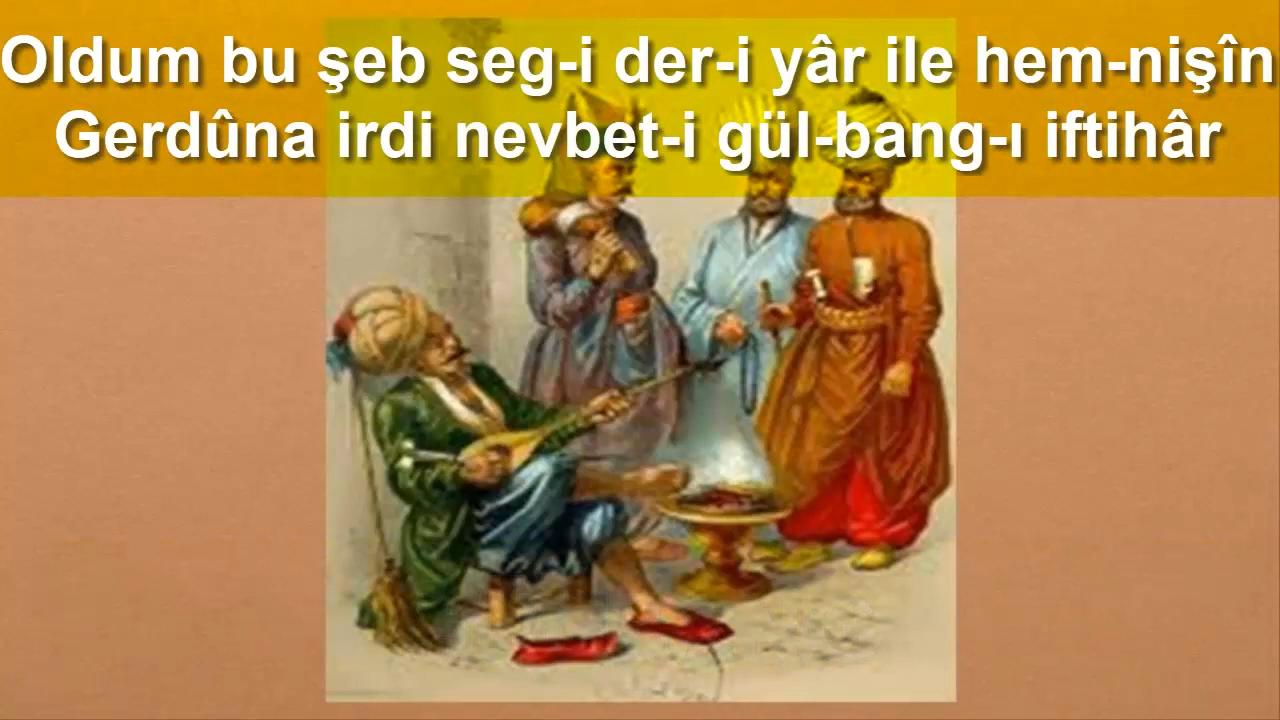 Oldum bu şeb seg-i der-i yâr ile hem-nişîn
Gerdûna irdi nevbet-i gül-bang-ı iftihâr